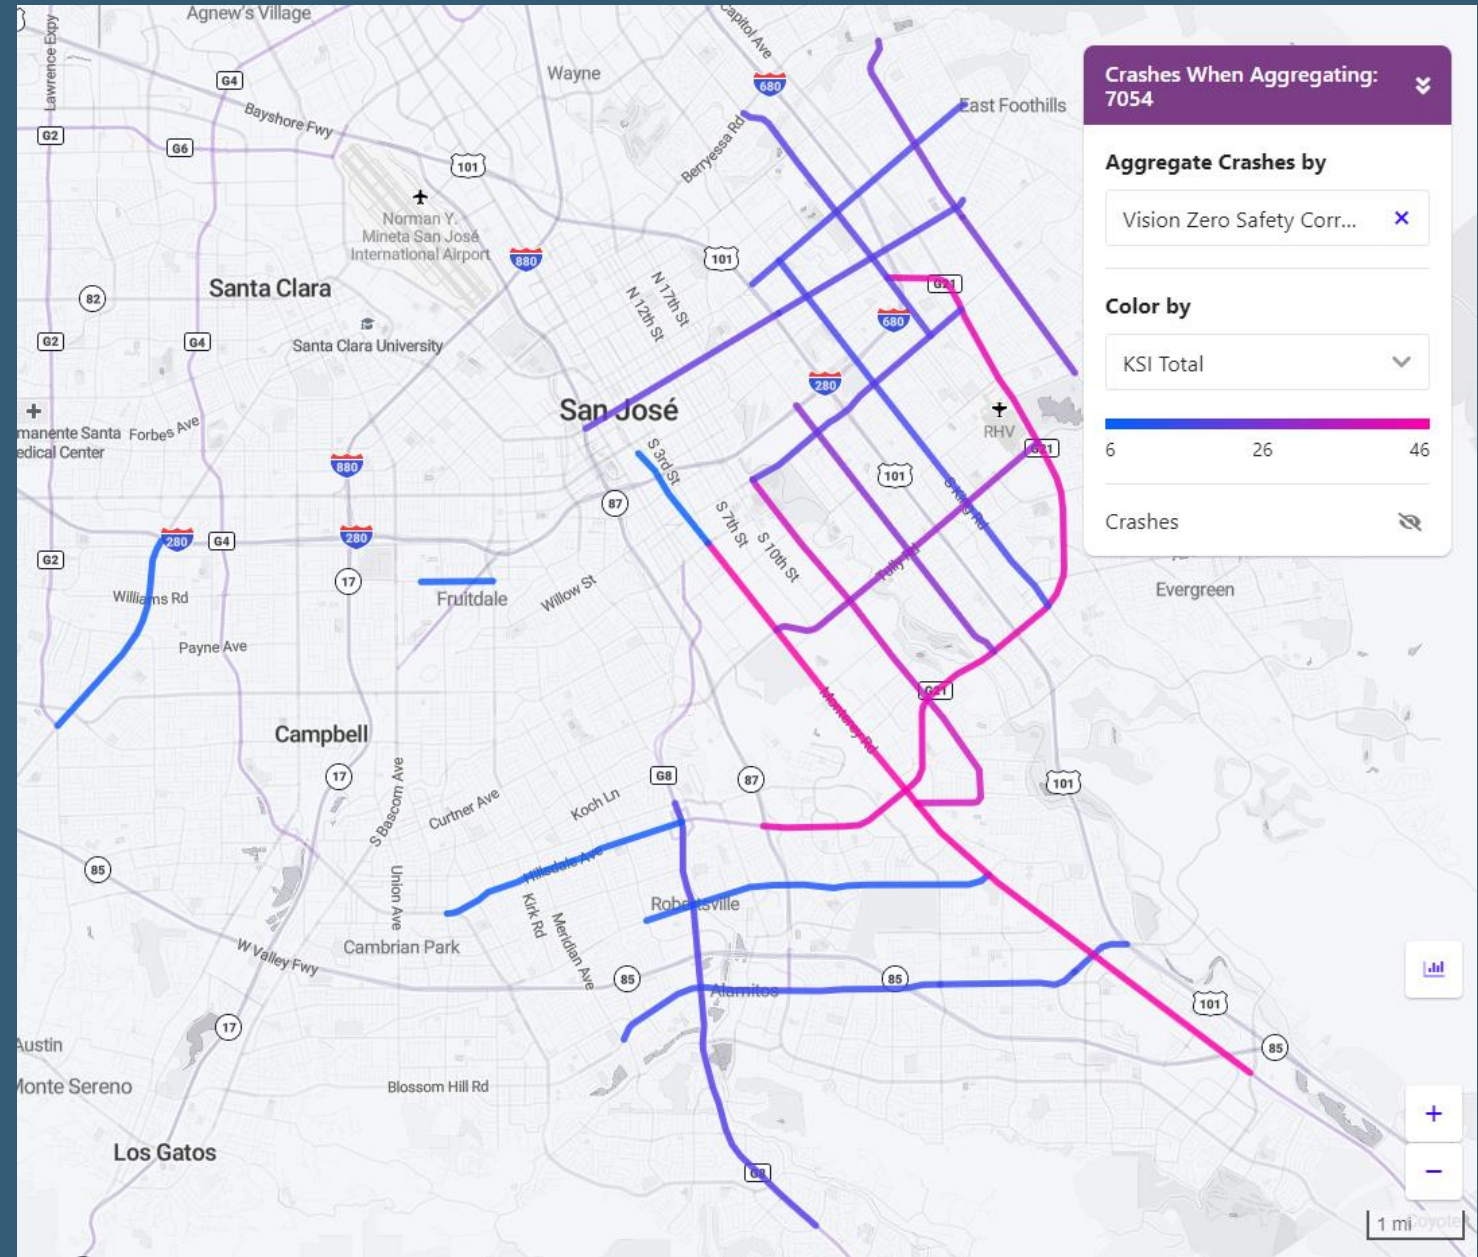 Agnew's Village
Lawrence Expy
G4
Wayne
Capitol Ave
680
East Foothills
Bayshore Fwy
G2
G6
101
Berryessa Rd
Norman Y.
Mineta San José
International Airport
880
101
Santa Clara
82
N 17th St
N 12th St
G21
G2
G4
Santa Clara University
680
280
San José
RHV
manente Santa
edical Center
Forbes Ave
880
S 3rd St
G21
101
87
S King Rd
S 7th St
280
G4
280
S 10th St
G2
17
Tully Rd
Williams Rd
Fruitdale
Willow St
Evergreen
Payne Ave
G21
Monterey Rd
Campbell
17
G8
87
101
S Bascom Ave
Curtner Ave
Koch Ln
85
Hillsdale Ave
Union Ave
Kirk Rd
Robertsville
Meridian Ave
Cambrian Park
W Valley Fwy
85
85
Alamitos
101
17
85
Austin
Monte Sereno
Blossom Hill Rd
Los Gatos
G8
Crashes When Aggregating:
7054
Aggregate Crashes by
Vision Zero Safety Corr...
Color by
KSI Total
6 26 46
Crashes
+
−
1 mi
Coyote